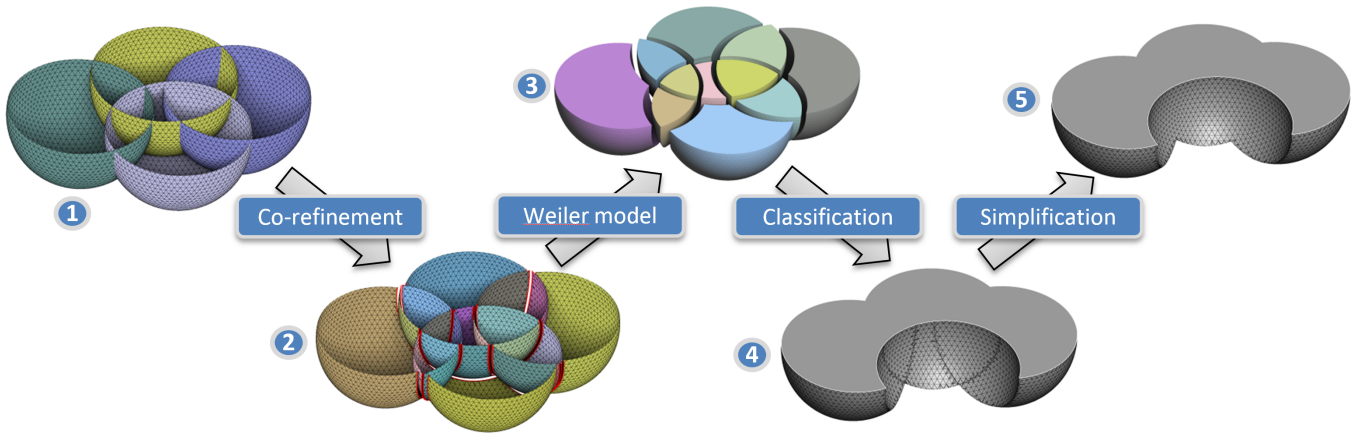 1
Co-refinement
2
Weiler model
3
Classification
4
Simplification
5